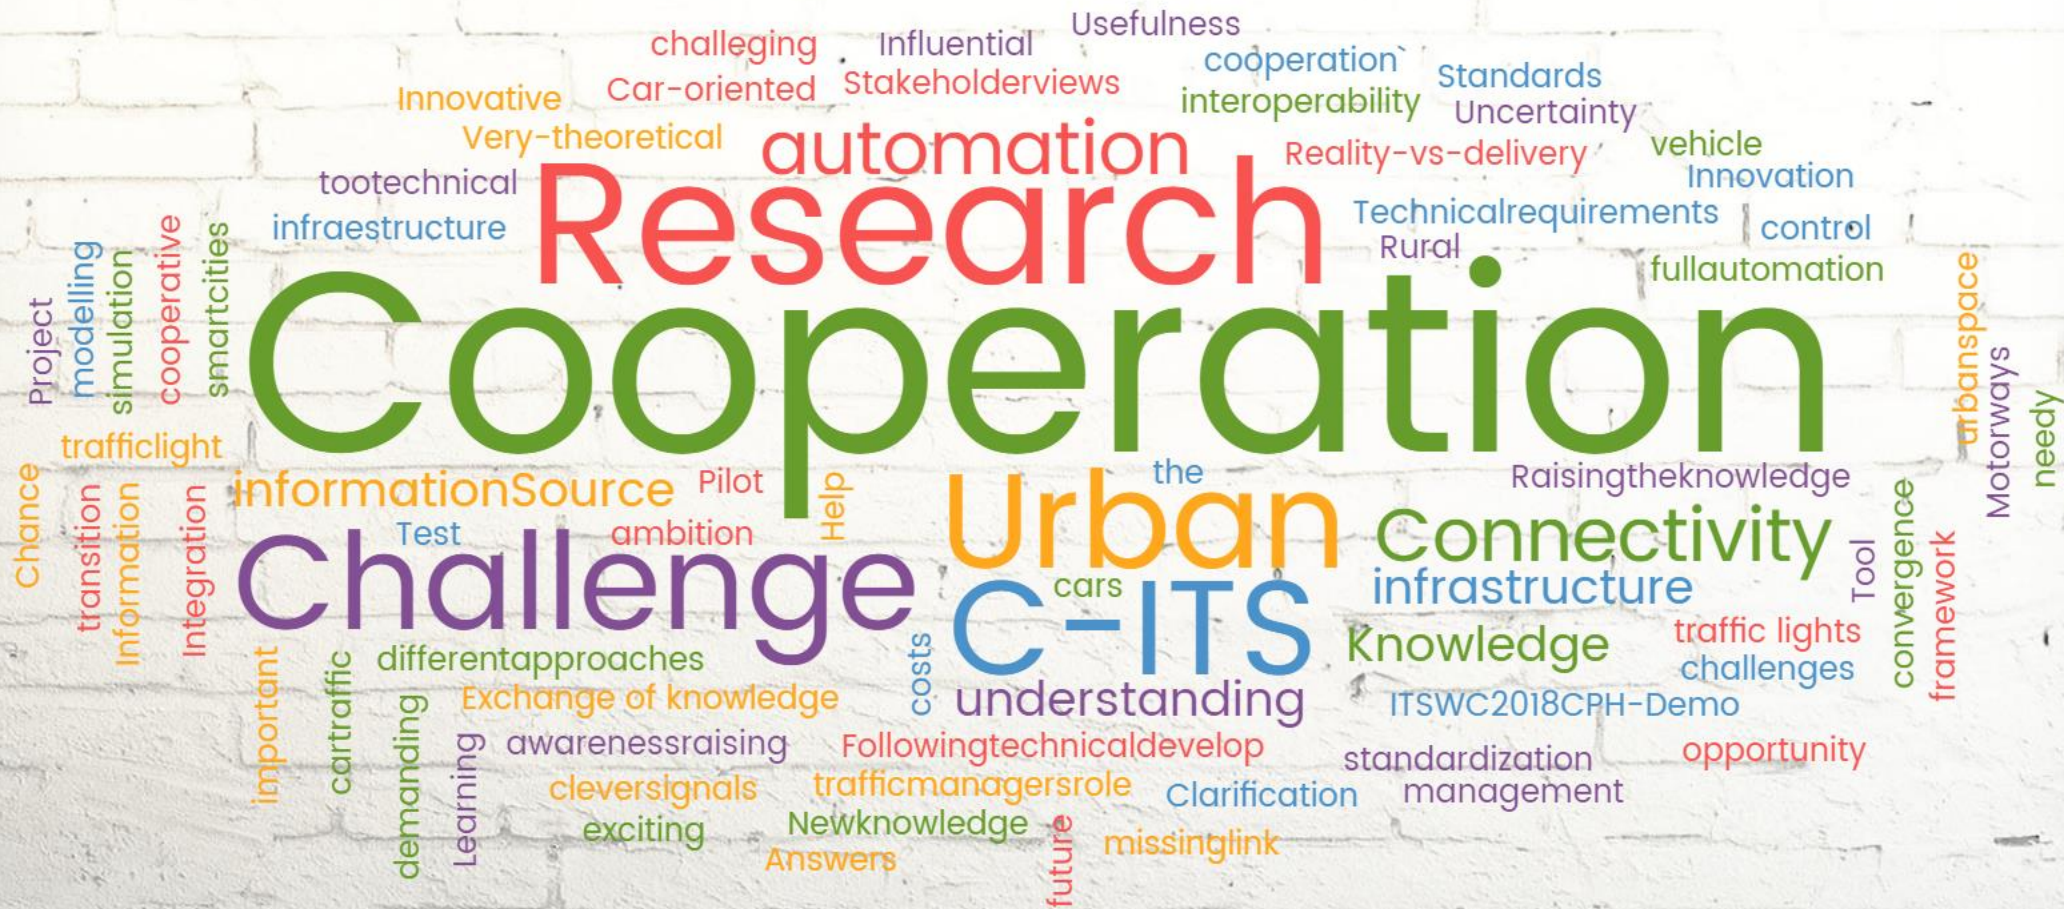 Usefulness
challeging
Influential
cooperation`
Standards
Innovative
Car-oriented
Stakeholderviews
interoperability
Uncertainty
Very-theoretical
automation
Reality-vs-delivery
vehicle
tootechnical
Research
Innovation
infraestructure
Technicalrequirements
control
Rural
fullautomation
Project
modelling
simulation
cooperative
smartcities
Cooperation
urbanspace
Motorways
needy
trafficlight
informationSource
Pilot
Help
the
Raisingtheknowledge
Chance
transition
Information
Integration
Test
ambition
Urban
Connectivity
Challenge
cars
C-ITS
infrastructure
Tool
convergence
framework
Knowledge
traffic lights
challenges
important
cartraffic
differentapproaches
costs
understanding
Exchange of knowledge
ITSWC2018CPH-Demo
demanding
Learning
awarenessraising
Followingtechnicaldevelop
standardization
opportunity
cleversignals
trafficmanagersrole
Clarification
management
exciting
Newknowledge
future
missinglink
Answers